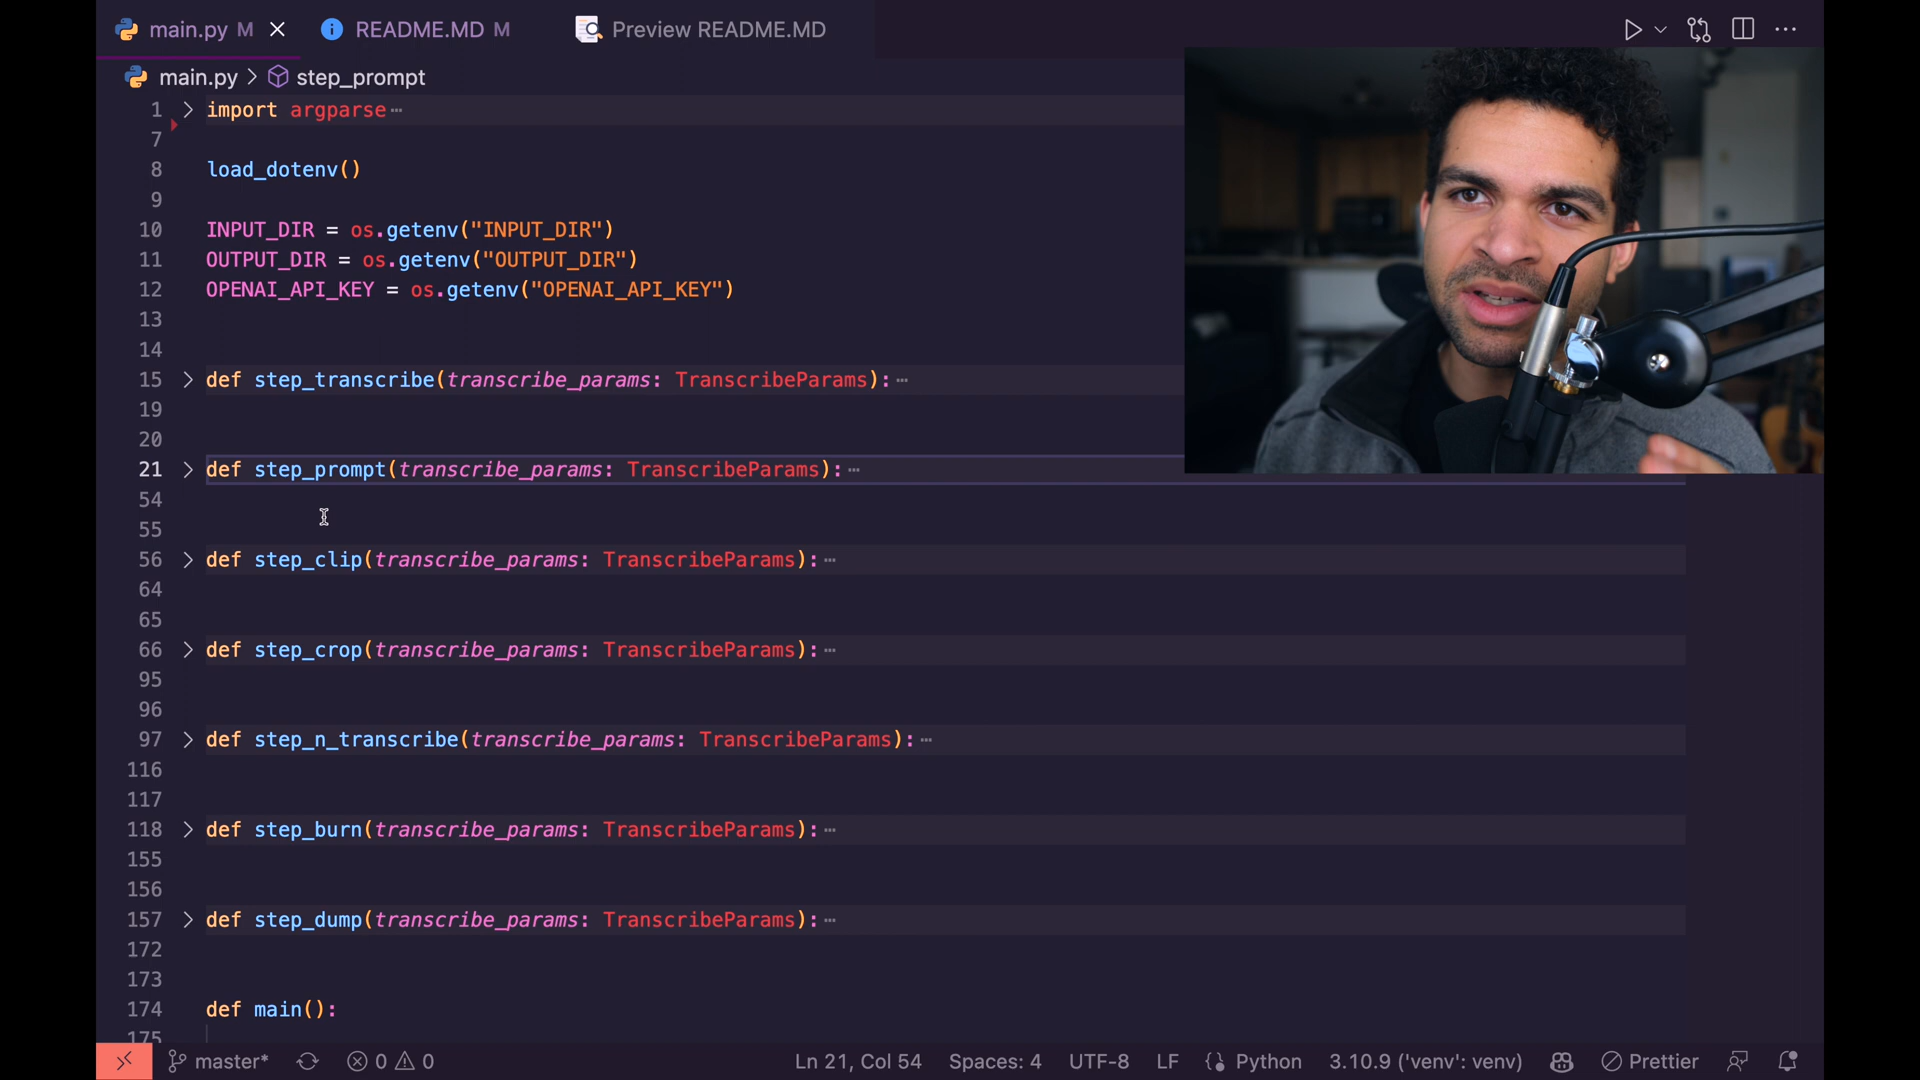 main.py M
README.MD M
Preview README.MD
main.py > step_prompt
1 > import argparse…
7
8 load_dotenv()
9
10 INPUT_DIR = os.getenv("INPUT_DIR")
11 OUTPUT_DIR = os.getenv("OUTPUT_DIR")
12 OPENAI_API_KEY = os.getenv("OPENAI_API_KEY")
13
14
15 > def step_transcribe(transcribe_params: TranscribeParams):…
19
20
21 > def step_prompt(transcribe_params: TranscribeParams):…
54
55
56 > def step_clip(transcribe_params: TranscribeParams):…
64
65
66 > def step_crop(transcribe_params: TranscribeParams):…
95
96
97 > def step_n_transcribe(transcribe_params: TranscribeParams):…
116
117
118 > def step_burn(transcribe_params: TranscribeParams):…
155
156
157 > def step_dump(transcribe_params: TranscribeParams):…
172
173
174 def main():
175
master* 0 0 Ln 21, Col 54 Spaces: 4 UTF-8 LF Python 3.10.9 ('venv': venv) Prettier